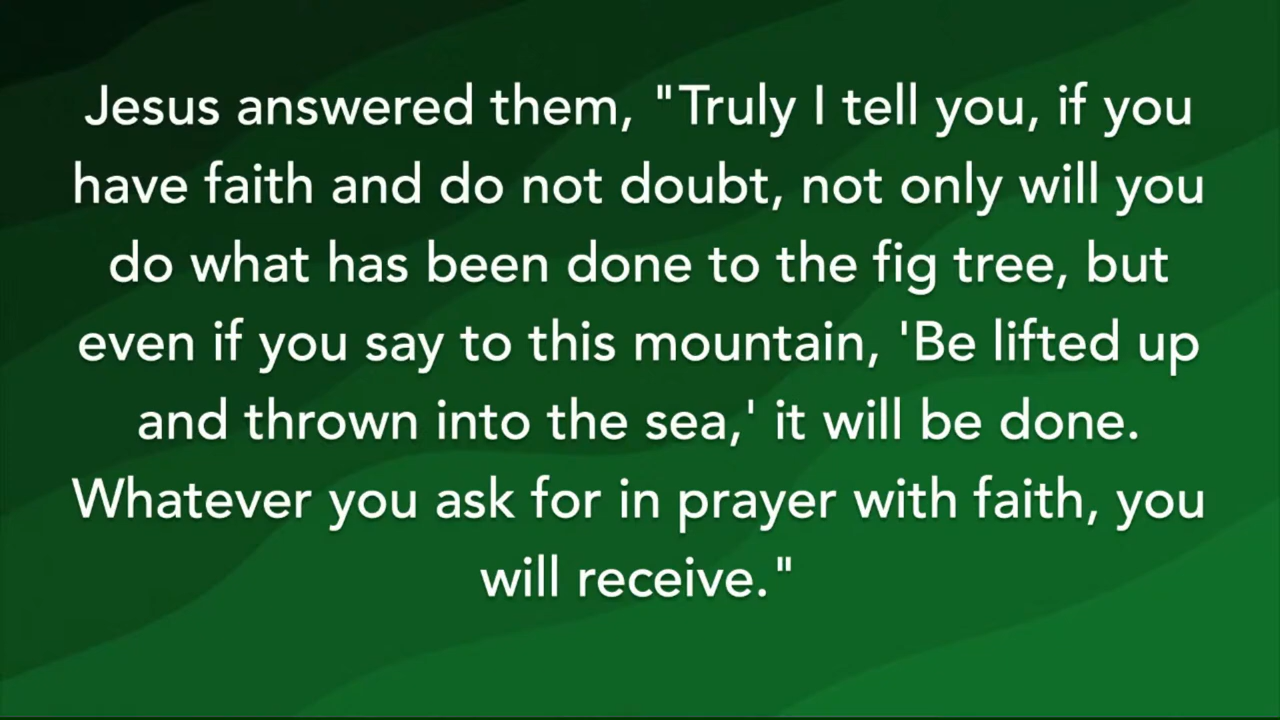 Jesus answered them, "Truly I tell you, if you
have faith and do not doubt, not only will you
do what has been done to the fig tree, but
even if you say to this mountain, 'Be lifted up
and thrown into the sea,' it will be done.
Whatever you ask for in prayer with faith, you
will receive."